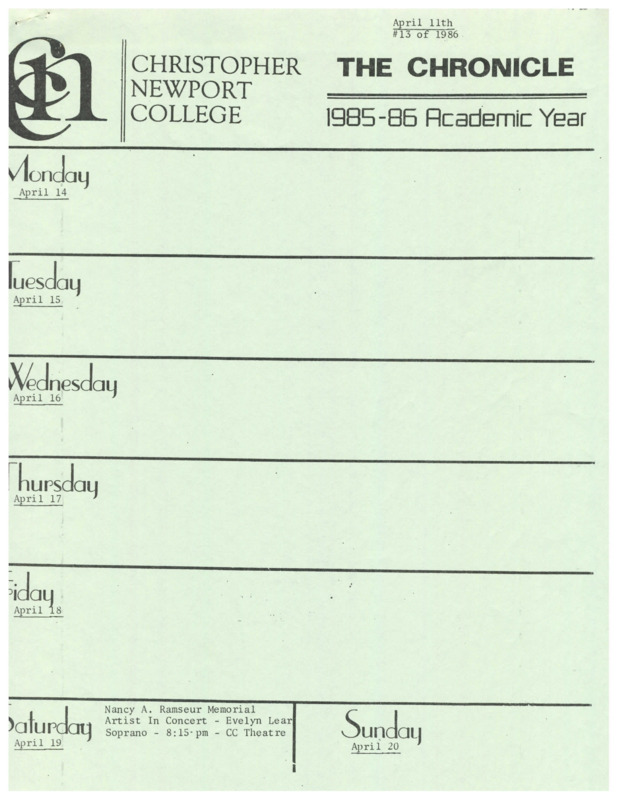 April 11th
#13 of 1986
cnc
CHRISTOPHER
NEWPORT
COLLEGE
THE CHRONICLE
1985-86 Academic Year
Monday
April 14
Tuesday
April 15
Wednesday
April 16
Thursday
April 17
Friday
April 18
Saturday
April 19
Nancy A. Ramseur Memorial
Artist In Concert - Evelyn Lear
Soprano - 8:15 pm - CC Theatre
Sunday
April 20